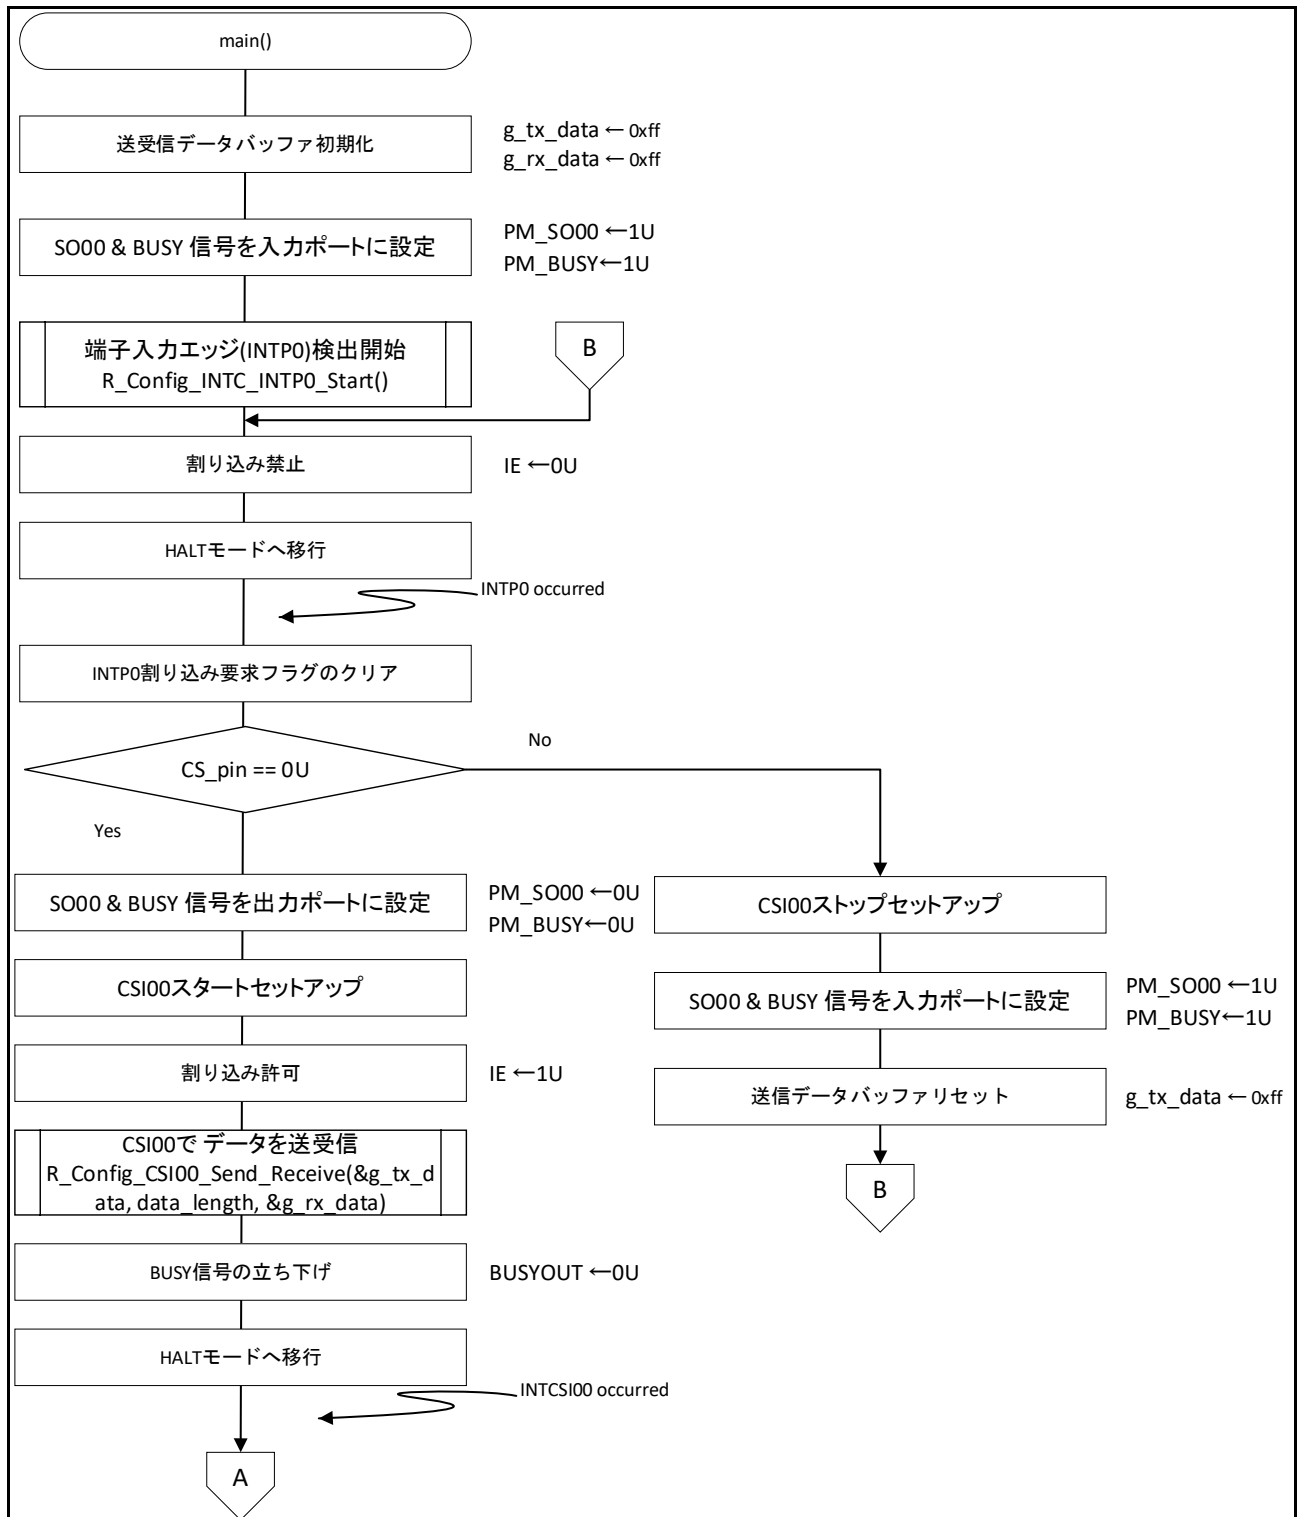 main()
送受信データバッファ初期化
g_tx_data ← 0xff
g_rx_data ← 0xff
SO00 & BUSY 信号を入力ポートに設定
PM_SO00 ←1U
PM_BUSY←1U
端子入力エッジ(INTP0)検出開始
R_Config_INTC_INTP0_Start()
B
割り込み禁止
IE ←0U
HALTモードへ移行
INTP0 occurred
INTP0割り込み要求フラグのクリア
CS_pin == 0U
No
Yes
SO00 & BUSY 信号を出力ポートに設定
PM_SO00 ←0U
PM_BUSY←0U
CSI00スタートセットアップ
割り込み許可
IE ←1U
CSI00で データを送受信
R_Config_CSI00_Send_Receive(&g_tx_d
ata, data_length, &g_rx_data)
BUSY信号の立ち下げ
BUSYOUT ←0U
HALTモードへ移行
INTCSI00 occurred
A
CSI00ストップセットアップ
SO00 & BUSY 信号を入力ポートに設定
PM_SO00 ←1U
PM_BUSY←1U
送信データバッファリセット
g_tx_data ← 0xff
B